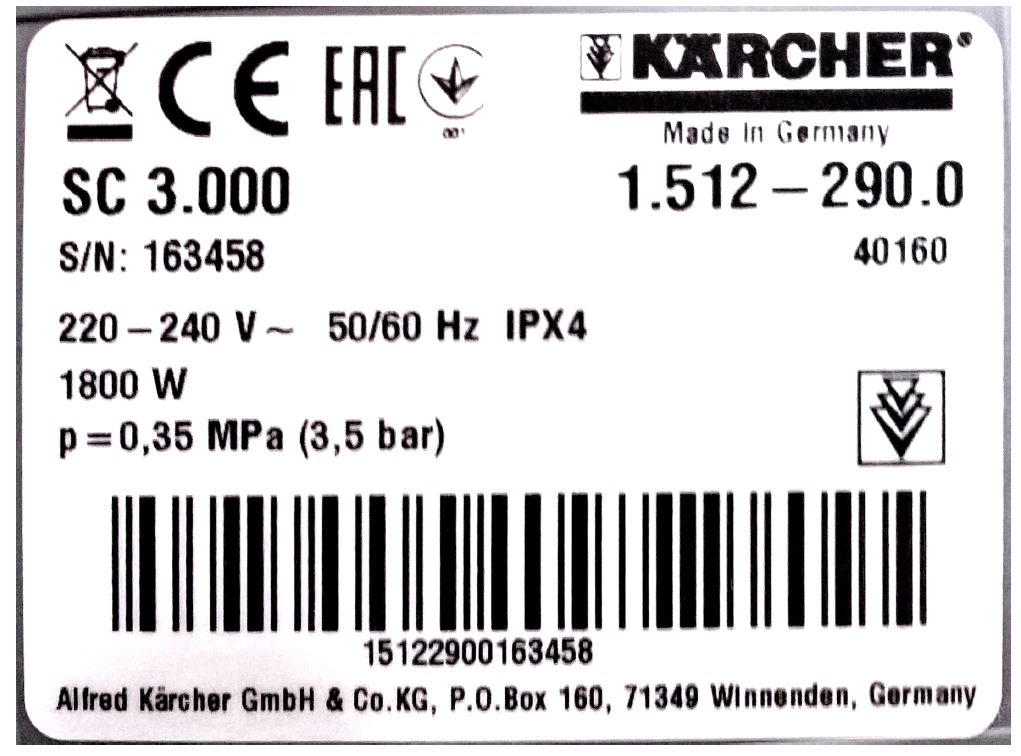 CE EAC
KÄRCHER®
Made in Germany
SC 3.000
1.512-290.0
S/N: 163458
40160
220-240 V~ 50/60 Hz IPX4
1800 W
p=0,35 MPa (3,5 bar)
15122900163458
Alfred Kärcher GmbH & Co.KG, P.O.Box 160, 71349 Winnenden, Germany